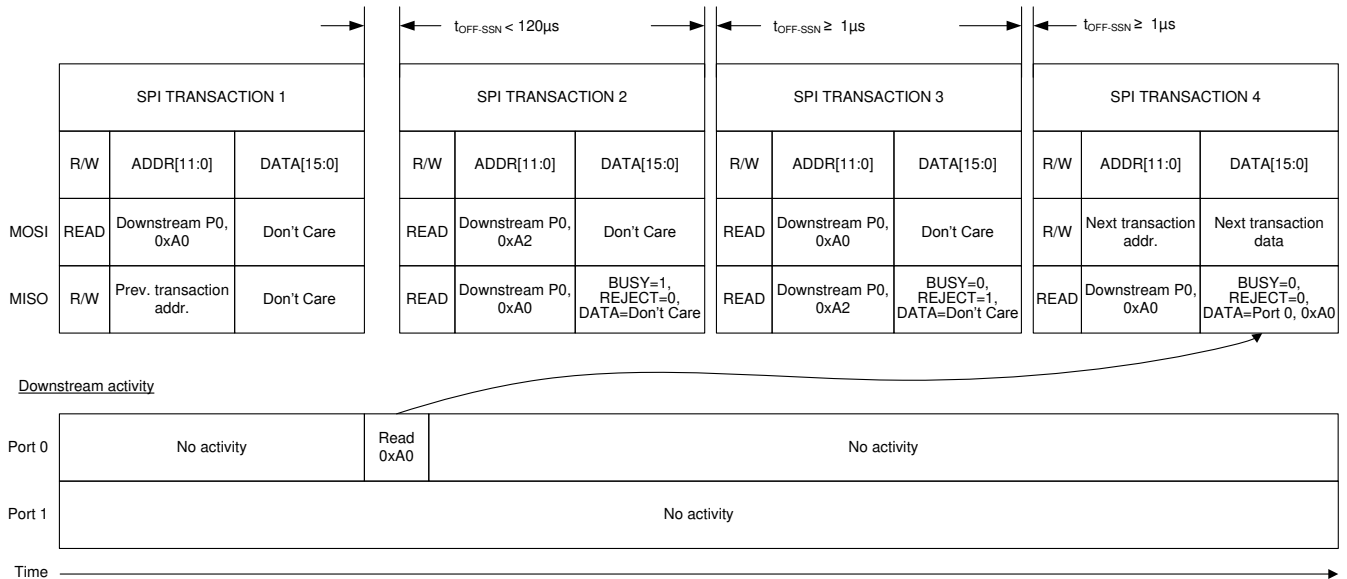 tOFF-SSN < 120µs
tOFF-SSN ≥ 1µs
tOFF-SSN ≥ 1µs
SPI TRANSACTION 1
SPI TRANSACTION 2
SPI TRANSACTION 3
SPI TRANSACTION 4
R/W
ADDR[11:0]
DATA[15:0]
R/W
ADDR[11:0]
DATA[15:0]
R/W
ADDR[11:0]
DATA[15:0]
R/W
ADDR[11:0]
DATA[15:0]
MOSI
READ
Downstream P0,
0xA0
Don't Care
READ
Downstream P0,
0xA2
Don't Care
READ
Downstream P0,
0xA0
Don't Care
R/W
Next transaction
addr.
Next transaction
data
MISO
R/W
Prev. transaction
addr.
Don't Care
READ
Downstream P0,
0xA0
BUSY=1,
REJECT=0,
DATA=Don't Care
READ
Downstream P0,
0xA2
BUSY=0,
REJECT=1,
DATA=Don't Care
READ
Downstream P0,
0xA0
BUSY=0,
REJECT=0,
DATA=Port 0, 0xA0
Downstream activity
Port 0
No activity
Read
0xA0
No activity
Port 1
No activity
Time